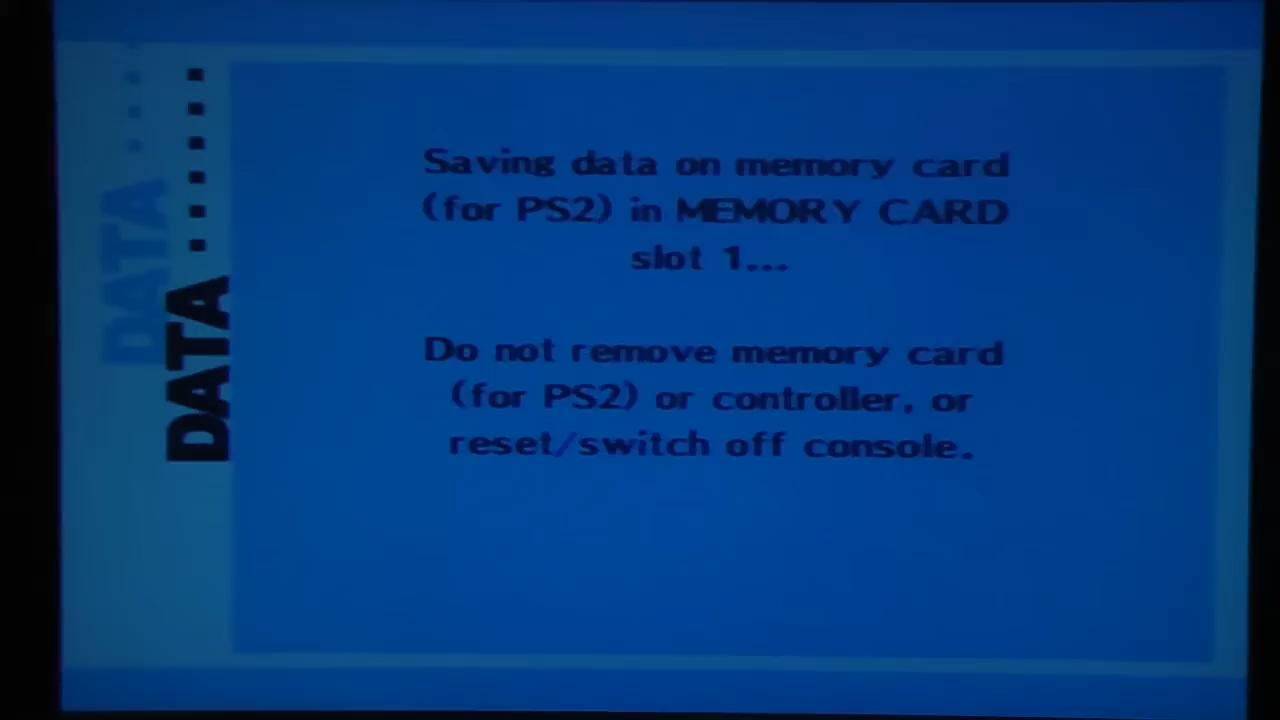 DATA ......
DATA ...
Saving data on memory card
(for PS2) in MEMORY CARD
slot 1...
Do not remove memory card
(for PS2) or controller, or
reset/switch off console.